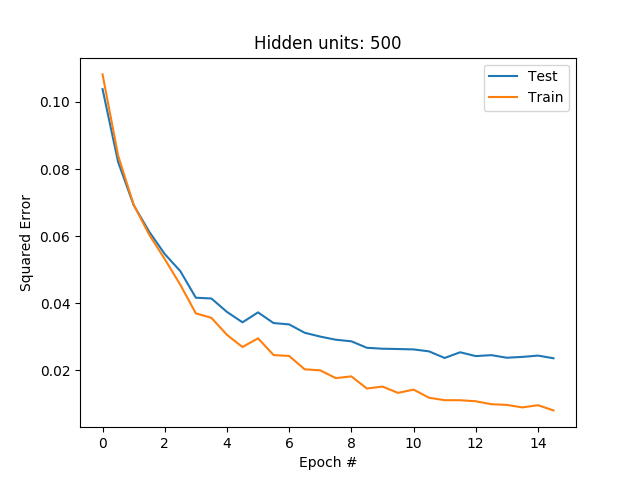 Hidden units: 500
Test
Train
Squared Error
0.10
0.08
0.06
0.04
0.02
0 2 4 6 8 10 12 14
Epoch #